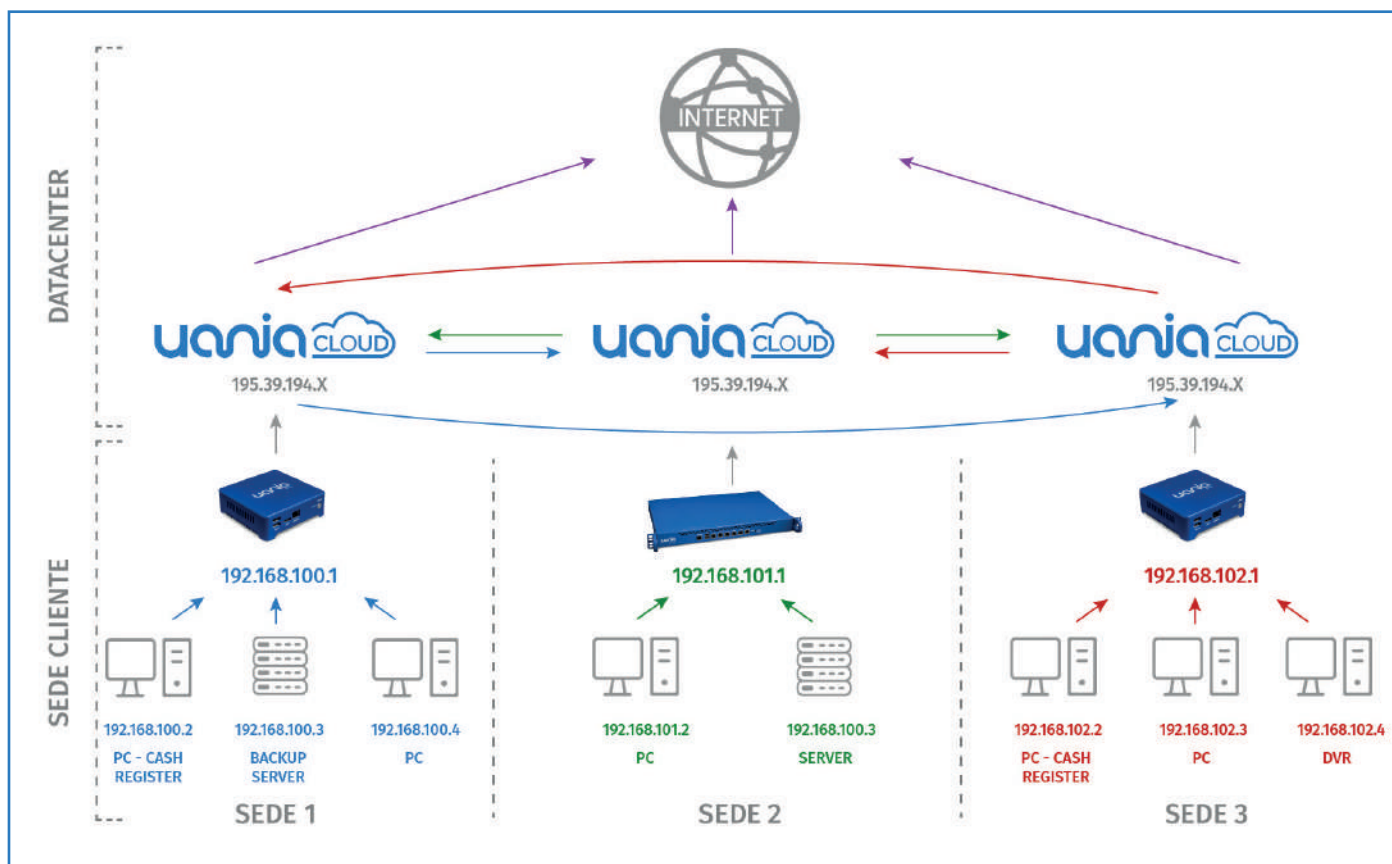 INTERNET
DATACENTER
uania CLOUD
uania CLOUD
uania CLOUD
195.39.194.X
195.39.194.X
195.39.194.X
SEDE CLIENTE
uania
uania
uania
192.168.100.1
192.168.101.1
192.168.102.1
192.168.100.2
192.168.100.3
192.168.100.4
192.168.101.2
192.168.100.3
192.168.102.2
192.168.102.3
192.168.102.4
PC - CASH
REGISTER
BACKUP
SERVER
PC
PC
SERVER
PC - CASH
REGISTER
PC
DVR
SEDE 1
SEDE 2
SEDE 3